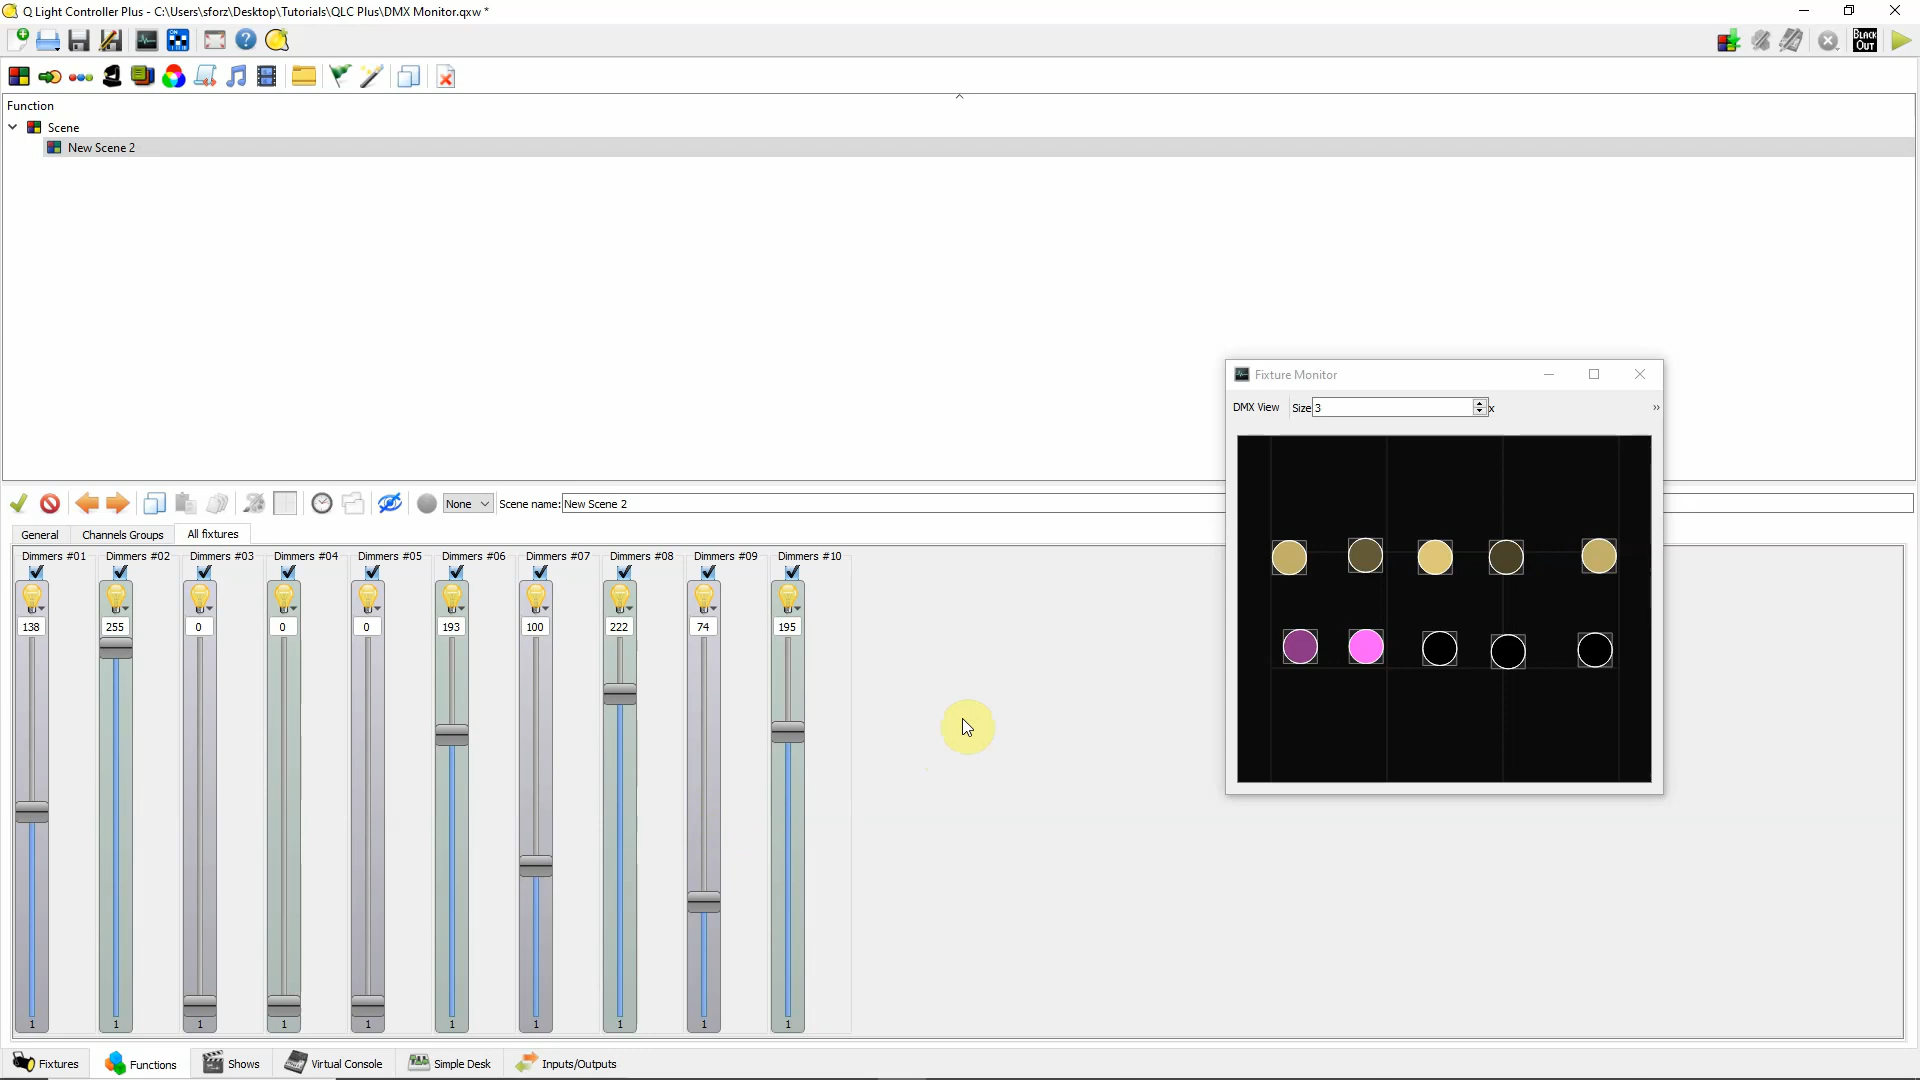 Q Light Controller Plus - C:\Users\sforz\Desktop\Tutorials\QLC Plus\DMX Monitor.qxw *
ON
BLACK OUT
Function
Scene
New Scene 2
Fixture Monitor
DMX View Size 3 x »
None Scene name: New Scene 2
General Channels Groups All fixtures
Dimmers #01 Dimmers #02 Dimmers #03 Dimmers #04 Dimmers #05 Dimmers #06 Dimmers #07 Dimmers #08 Dimmers #09 Dimmers #10
138 255 0 0 0 193 100 222 74 195
1 1 1 1 1 1 1 1 1 1
Fixtures Functions Shows Virtual Console Simple Desk Inputs/Outputs